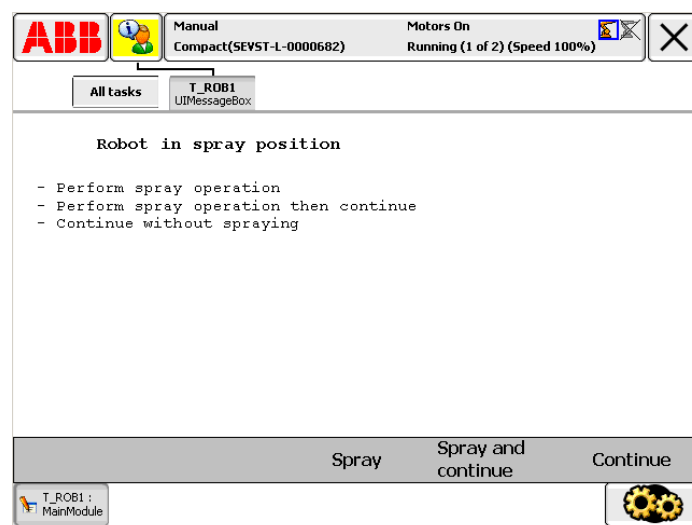 ABB
Manual
Compact(SEVST-L-0000682)
Motors On
Running (1 of 2) (Speed 100%)
All tasks
T_ROB1
UIMessageBox
Robot in spray position
- Perform spray operation
- Perform spray operation then continue
- Continue without spraying
Spray
Spray and
continue
Continue
T_ROB1 :
MainModule